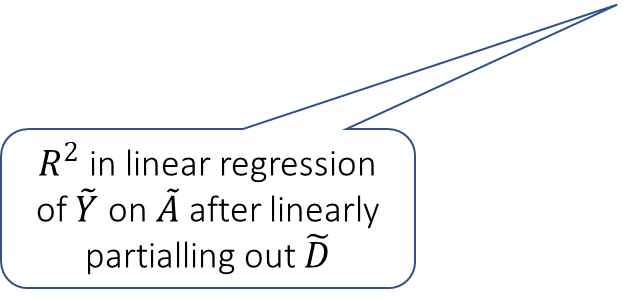 R² in linear regression
of Ỹ on Ã after linearly
partialling out D̃